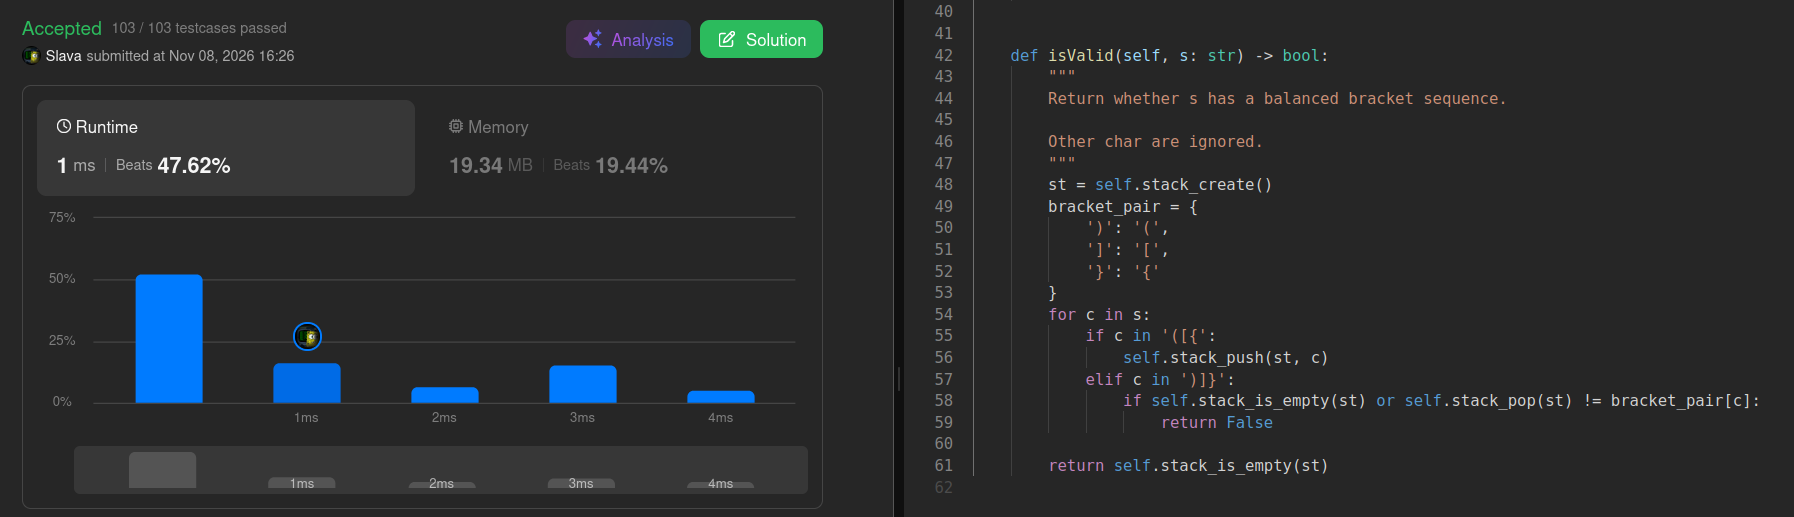 Accepted 103 / 103 testcases passed
Slava submitted at Nov 08, 2026 16:26
Analysis
Solution
Runtime
1 ms | Beats 47.62%
Memory
19.34 MB | Beats 19.44%
75%
50%
25%
0%
1ms 2ms 3ms 4ms
1ms 2ms 3ms 4ms
40
41
42     def isValid(self, s: str) -> bool:
43         """
44         Return whether s has a balanced bracket sequence.
45
46         Other char are ignored.
47         """
48         st = self.stack_create()
49         bracket_pair = {
50             ')': '(',
51             ']': '[',
52             '}': '{'
53         }
54         for c in s:
55             if c in '([{':
56                 self.stack_push(st, c)
57             elif c in ')]}':
58                 if self.stack_is_empty(st) or self.stack_pop(st) != bracket_pair[c]:
59                     return False
60
61         return self.stack_is_empty(st)
62